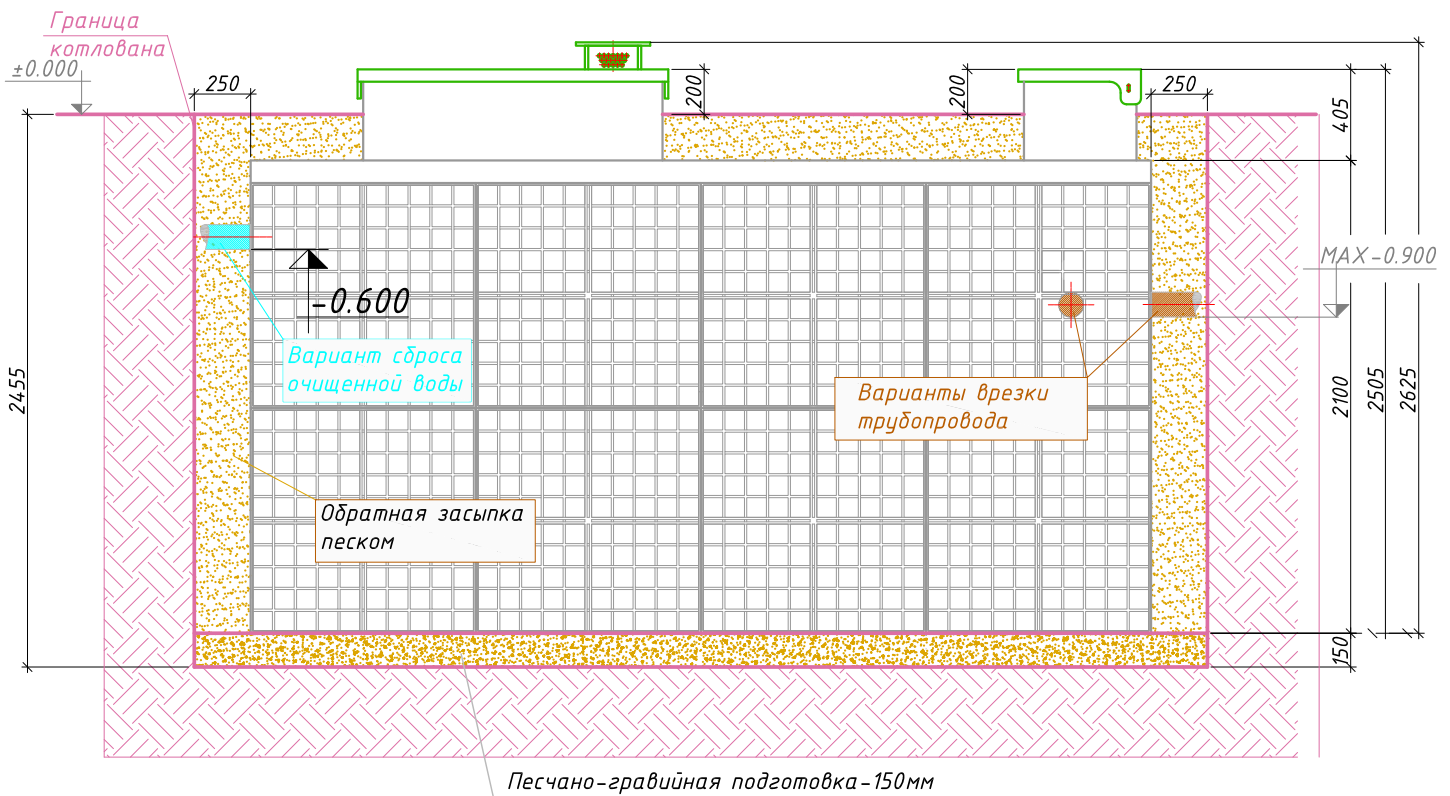 Граница
котлована
±0.000
250
200
200
250
405
MAX-0.900
-0.600
Вариант сброса
очищенной воды
Варианты врезки
трубопровода
2455
2100
2505
2625
Обратная засыпка
песком
150
Песчано-гравийная подготовка-150мм